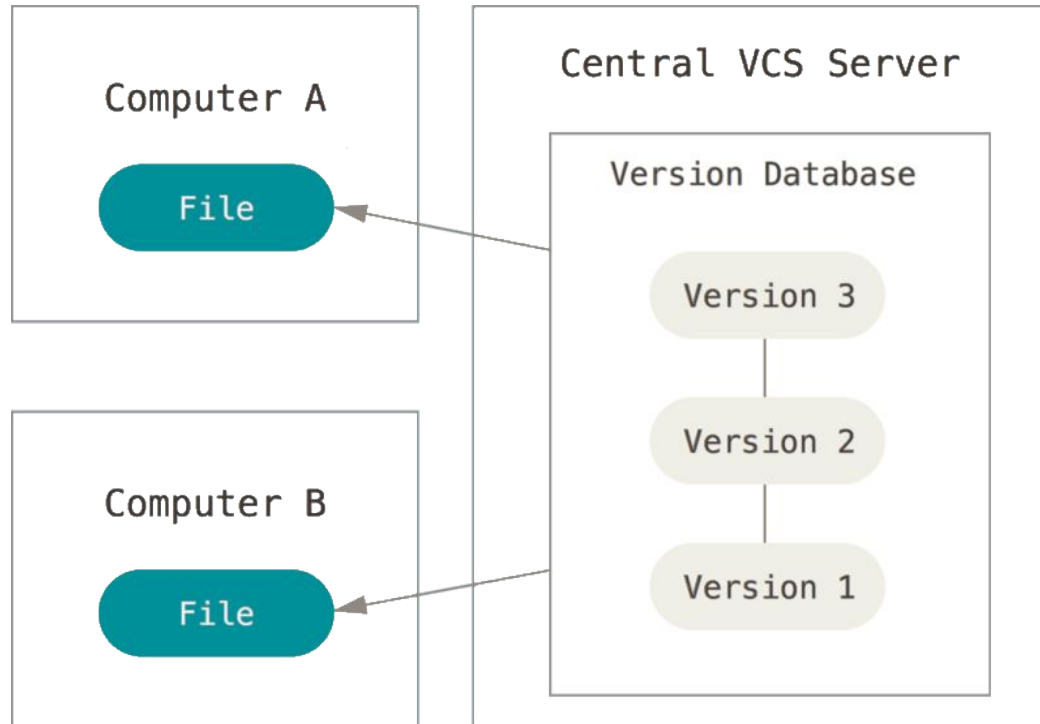 Computer A
File
Computer B
File
Central VCS Server
Version Database
Version 3
Version 2
Version 1